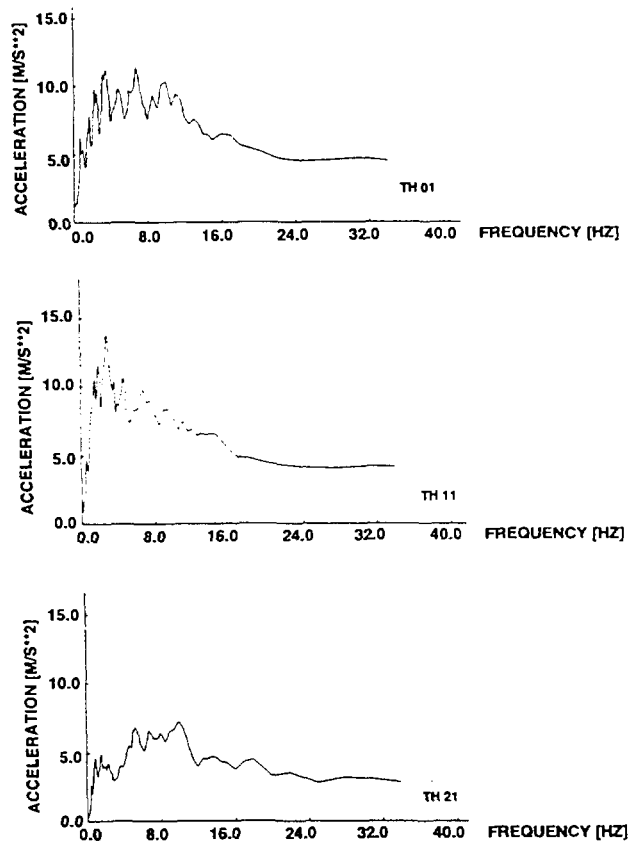 15.0
10.0
5.0
0.0
ACCELERATION [M/S**2]
TH 01
0.0 8.0 16.0 24.0 32.0 40.0 FREQUENCY [HZ]
15.0
10.0
5.0
0.0
ACCELERATION [M/S**2]
TH 11
0.0 8.0 16.0 24.0 32.0 40.0 FREQUENCY [HZ]
15.0
10.0
5.0
0.0
ACCELERATION [M/S**2]
TH 21
0.0 8.0 16.0 24.0 32.0 40.0 FREQUENCY [HZ]